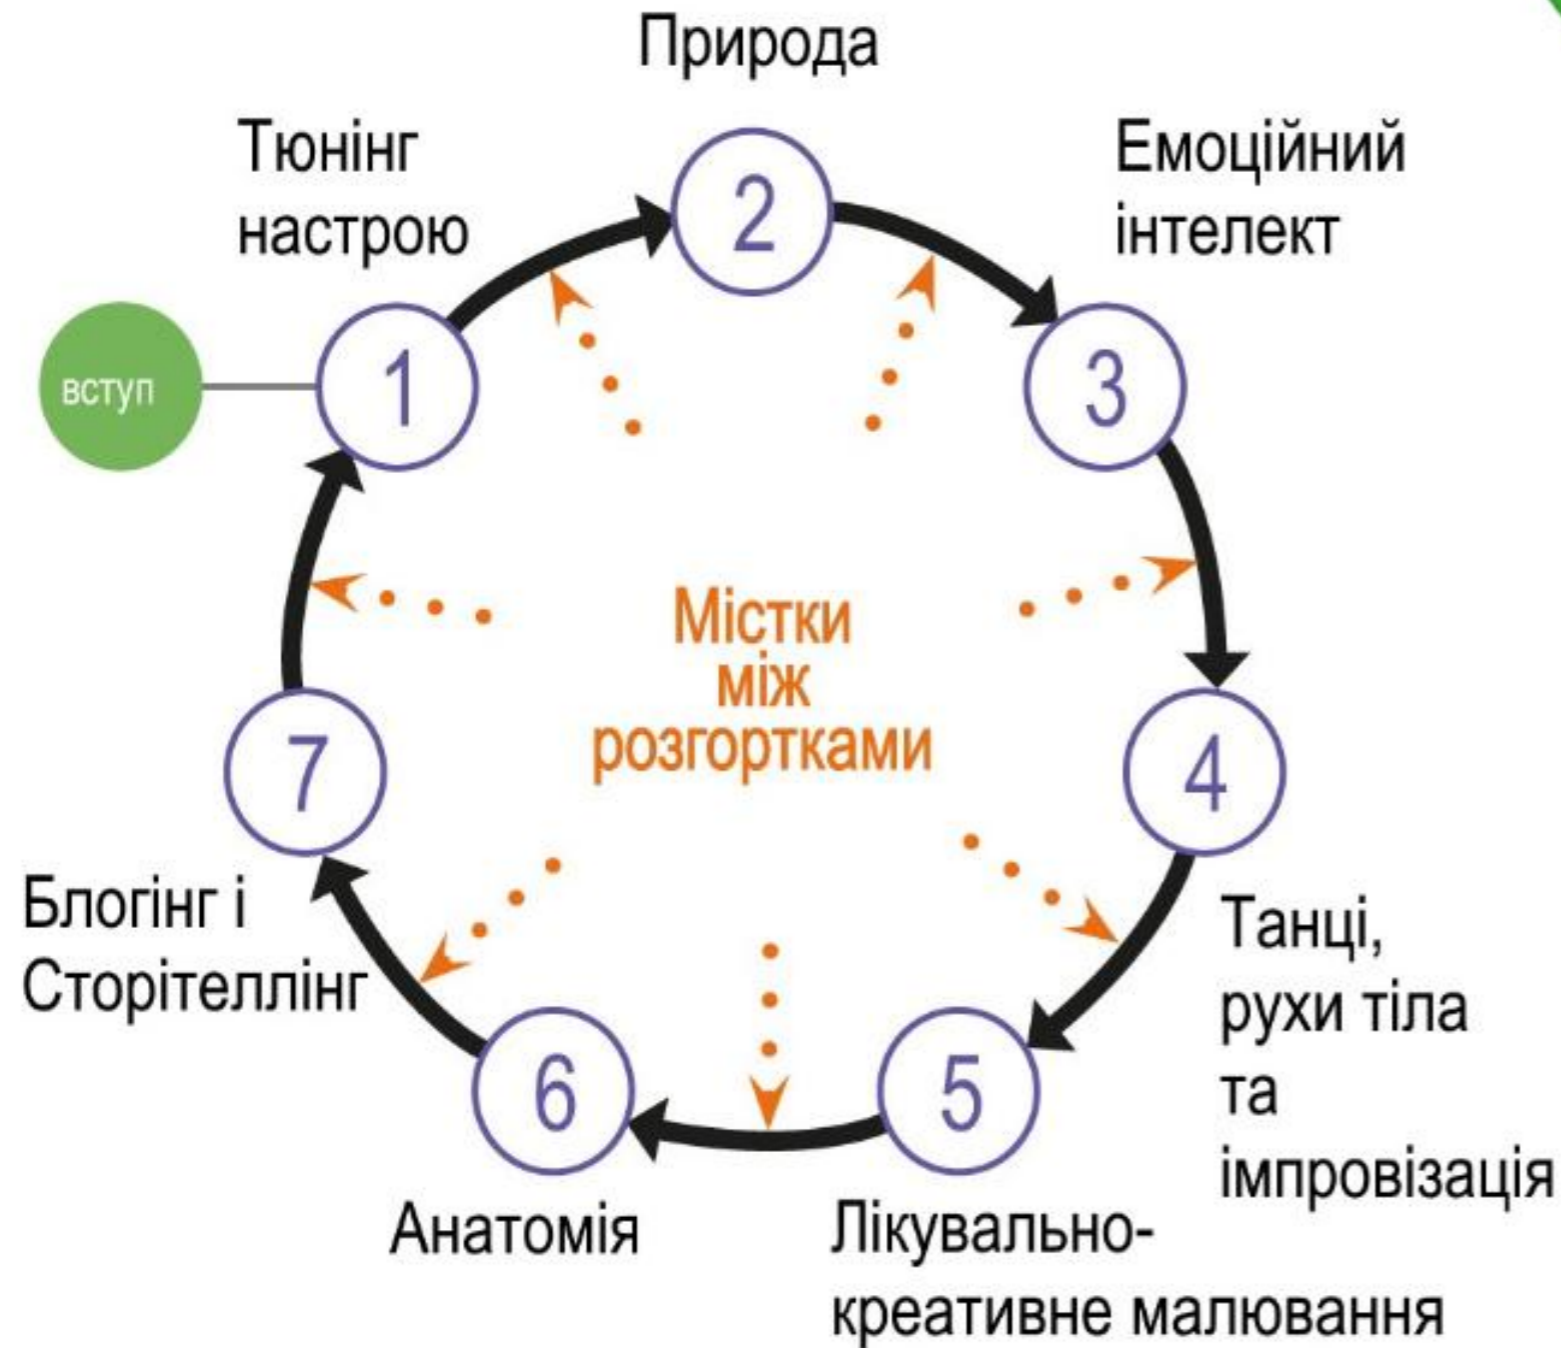 Природа
Тюнінг
настрою
Емоційний
інтелект
2
вступ
1
3
Містки
між
розгортками
7
4
Блогінг і
Сторітеллінг
Танці,
рухи тіла
та
імпровізація
6
5
Анатомія
Лікувально-
креативне малювання